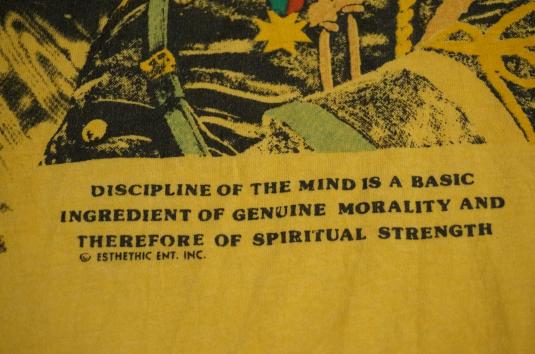 DISCIPLINE OF THE MIND IS A BASIC
INGREDIENT OF GENUINE MORALITY AND
THEREFORE OF SPIRITUAL STRENGTH
© ESTHETHIC ENT. INC.